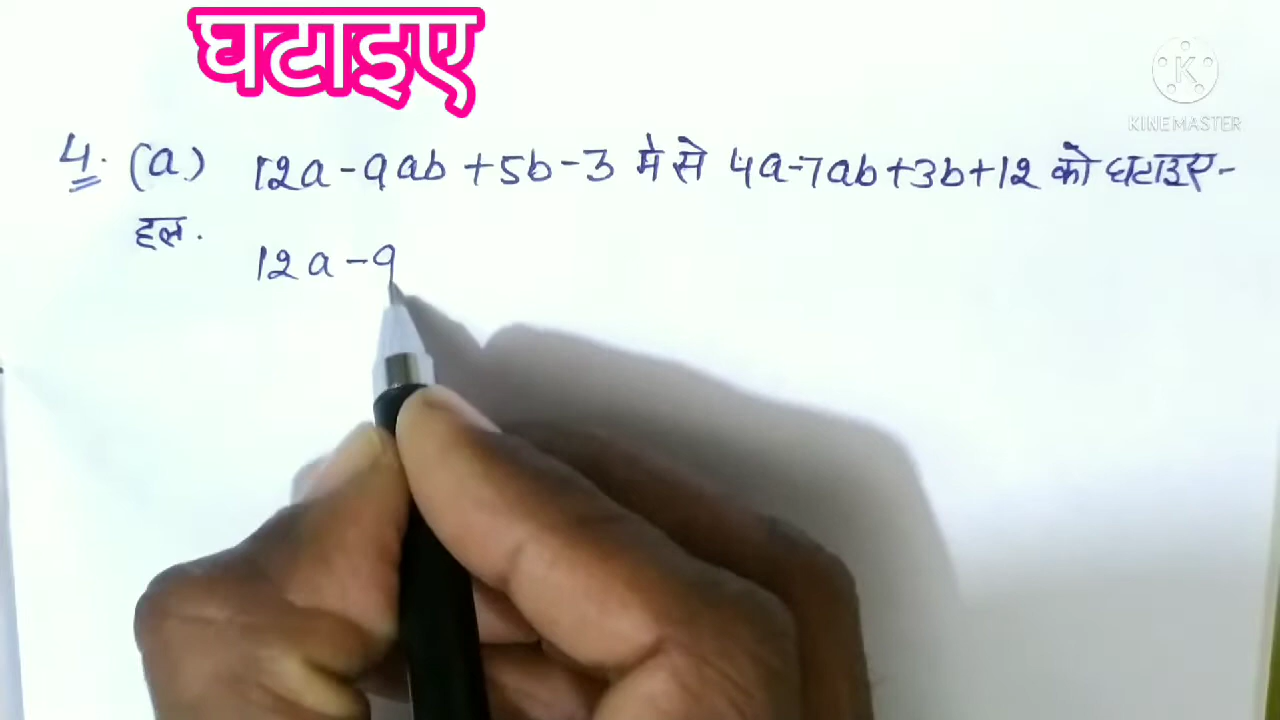 घटाइए
KINEMASTER
4. (a) 12a - 9ab + 5b - 3 मे से 4a-7ab+3b+12 को घटाइए -
हल.
12a - 9